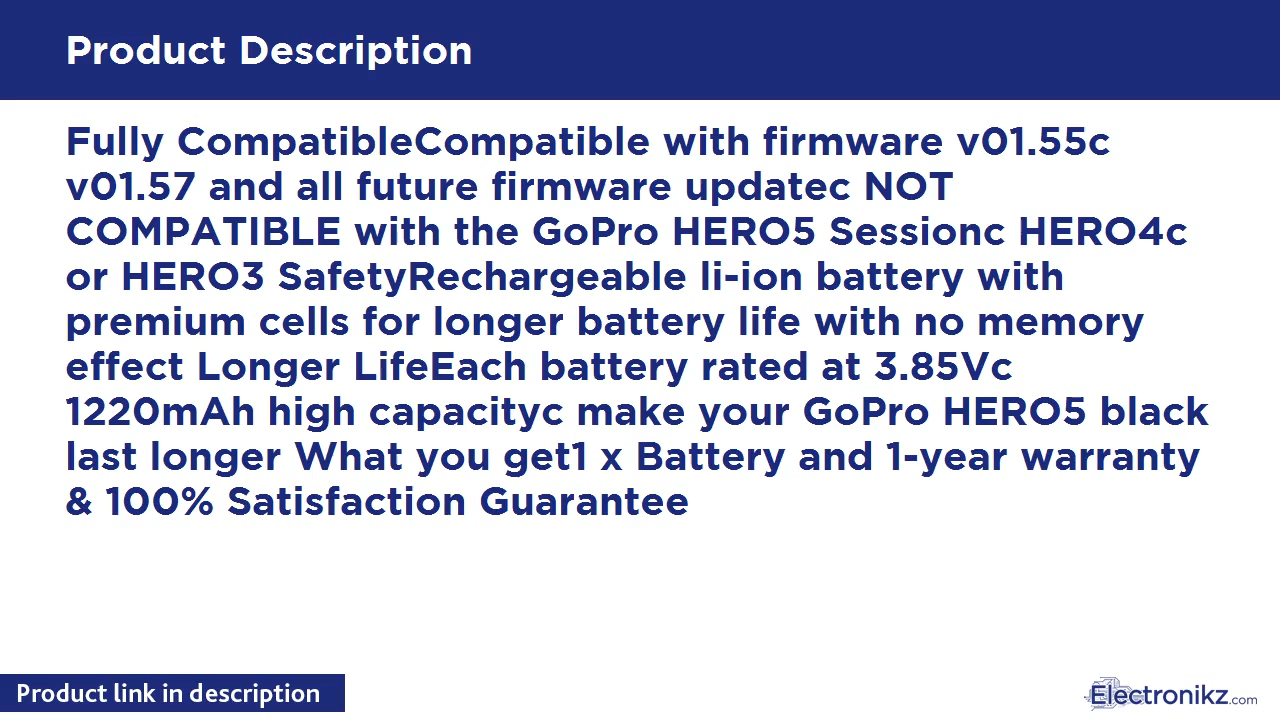 Product Description
Fully CompatibleCompatible with firmware v01.55c
v01.57 and all future firmware updatec NOT
COMPATIBLE with the GoPro HERO5 Sessionc HERO4c
or HERO3 SafetyRechargeable li-ion battery with
premium cells for longer battery life with no memory
effect Longer LifeEach battery rated at 3.85Vc
1220mAh high capacityc make your GoPro HERO5 black
last longer What you get1 x Battery and 1-year warranty
& 100% Satisfaction Guarantee
Product link in description
Electronikz.com